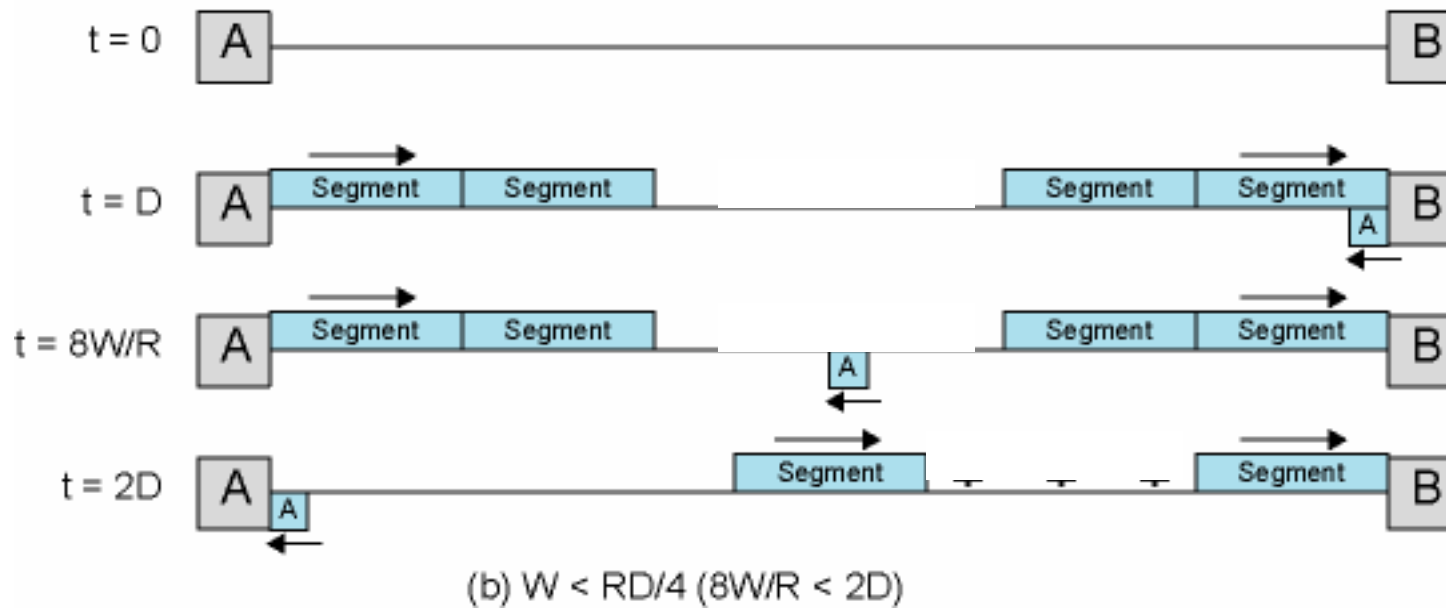 t = 0 A B
t = D A Segment Segment Segment Segment B
A
t = 8W/R A Segment Segment Segment Segment B
A
t = 2D A Segment Segment B
A
(b) W < RD/4 (8W/R < 2D)